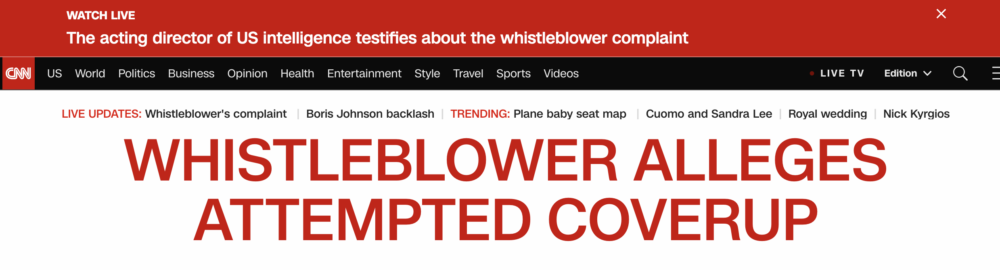 WATCH LIVE
The acting director of US intelligence testifies about the whistleblower complaint
CNN US World Politics Business Opinion Health Entertainment Style Travel Sports Videos LIVE TV Edition
LIVE UPDATES: Whistleblower's complaint | Boris Johnson backlash | TRENDING: Plane baby seat map | Cuomo and Sandra Lee | Royal wedding | Nick Kyrgios
WHISTLEBLOWER ALLEGES
ATTEMPTED COVERUP